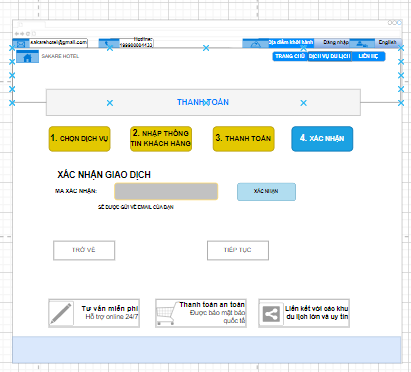 sakarehotel@gmail.com
Hotline:
+99980884433
Địa điểm khởi hành
Đăng nhập
English
SAKARE HOTEL
TRANG CHỦ
DỊCH VỤ DU LỊCH
LIÊN HỆ
THANH TOÁN
1. CHỌN DỊCH VỤ
2. NHẬP THÔNG
TIN KHÁCH HÀNG
3. THANH TOÁN
4. XÁC NHẬN
XÁC NHẬN GIAO DỊCH
MÃ XÁC NHẬN:
XÁC NHẬN
SẼ ĐƯỢC GỬI VỀ EMAIL CỦA BẠN
TRỞ VỀ
TIẾP TỤC
Tư vấn miễn phí
Hỗ trợ online 24/7
Thanh toán an toàn
Được bảo mật bảo
quốc tế
Liên kết với các khu
du lịch lớn và uy tín